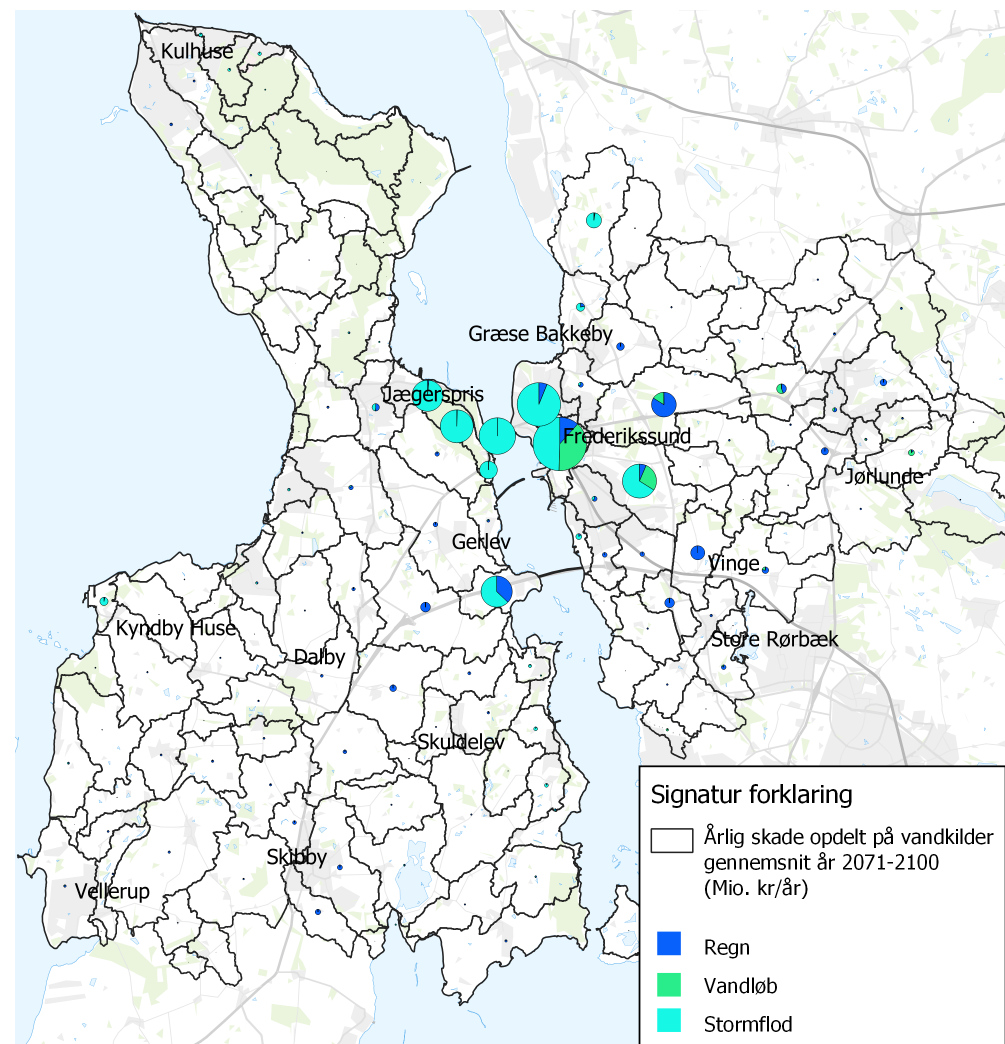 Kulhuse
Græse Bakkeby
Jægerspris
Frederikssund
Jørlunde
Gerlev
Vinge
Kyndby Huse
Store Rørbæk
Dalby
Skuldelev
Skibby
Vellerup
Signatur forklaring
Årlig skade opdelt på vandkilder
gennemsnit år 2071-2100
(Mio. kr/år)
Regn
Vandløb
Stormflod